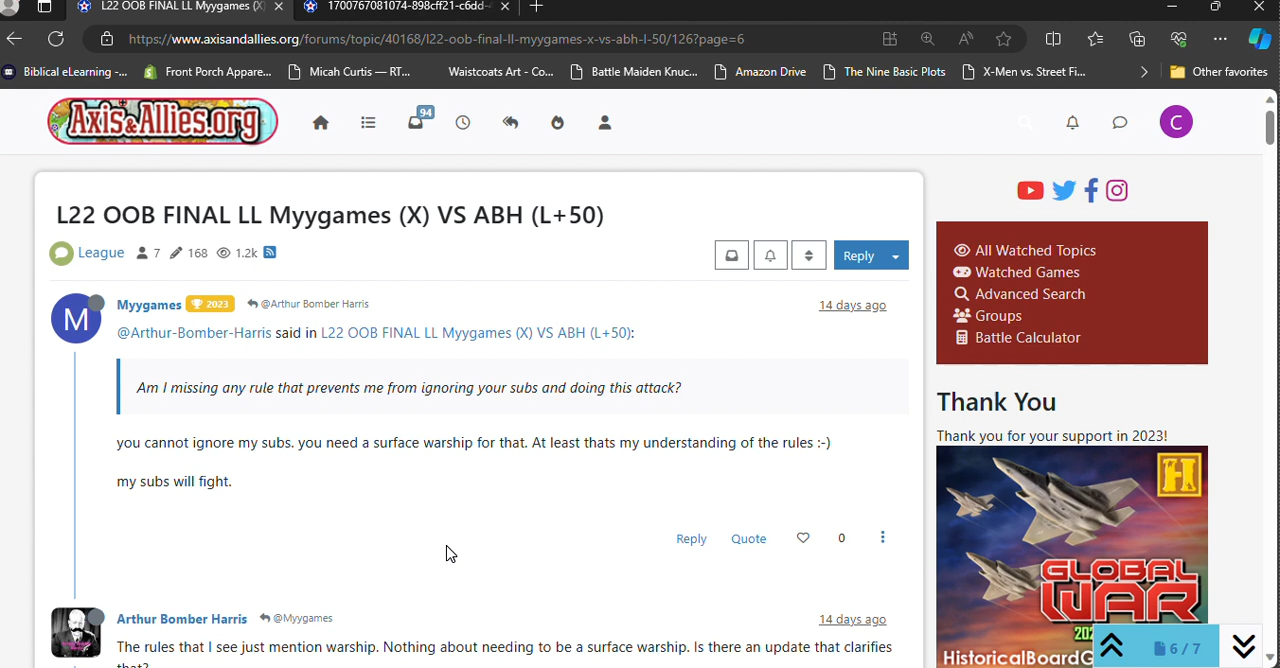 L22 OOB FINAL LL Myygames (X)
1700767081074-898cff21-c6dd-
https://www.axisandallies.org/forums/topic/40168/l22-oob-final-ll-myygames-x-vs-abh-l-50/126?page=6
Biblical eLearning -...
Front Porch Appare...
Micah Curtis — RT...
Waistcoats Art - Co...
Battle Maiden Knuc...
Amazon Drive
The Nine Basic Plots
X-Men vs. Street Fi...
Other favorites
Axis&Allies.org
94
C
L22 OOB FINAL LL Myygames (X) VS ABH (L+50)
League 7 168 1.2k
Reply
M
Myygames 2023 @Arthur Bomber Harris 14 days ago
@Arthur-Bomber-Harris said in L22 OOB FINAL LL Myygames (X) VS ABH (L+50):
Am I missing any rule that prevents me from ignoring your subs and doing this attack?
you cannot ignore my subs. you need a surface warship for that. At least thats my understanding of the rules :-)
my subs will fight.
Reply Quote 0
Arthur Bomber Harris @Myygames 14 days ago
The rules that I see just mention warship. Nothing about needing to be a surface warship. Is there an update that clarifies
that?
All Watched Topics
Watched Games
Advanced Search
Groups
Battle Calculator
Thank You
Thank you for your support in 2023!
H
GLOBAL
WAR
HistoricalBoardG
6 / 7